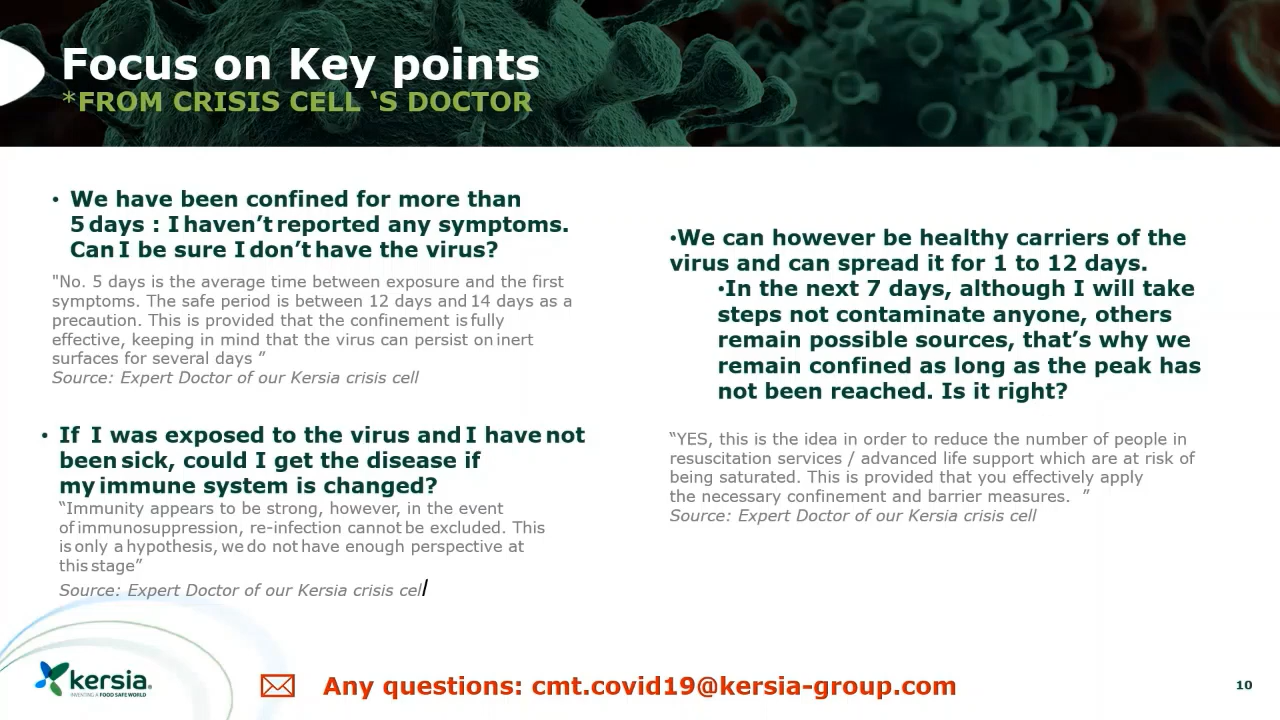 Focus on Key points
*FROM CRISIS CELL ‘S DOCTOR
• We have been confined for more than
5 days : I haven’t reported any symptoms.
Can I be sure I don’t have the virus?
"No. 5 days is the average time between exposure and the first
symptoms. The safe period is between 12 days and 14 days as a
precaution. This is provided that the confinement is fully
effective, keeping in mind that the virus can persist on inert
surfaces for several days ”
Source: Expert Doctor of our Kersia crisis cell
• If I was exposed to the virus and I have not
been sick, could I get the disease if
my immune system is changed?
“Immunity appears to be strong, however, in the event
of immunosuppression, re-infection cannot be excluded. This
is only a hypothesis, we do not have enough perspective at
this stage”
Source: Expert Doctor of our Kersia crisis cell
•We can however be healthy carriers of the
virus and can spread it for 1 to 12 days.
•In the next 7 days, although I will take
steps not contaminate anyone, others
remain possible sources, that’s why we
remain confined as long as the peak has
not been reached. Is it right?
“YES, this is the idea in order to reduce the number of people in
resuscitation services / advanced life support which are at risk of
being saturated. This is provided that you effectively apply
the necessary confinement and barrier measures. ”
Source: Expert Doctor of our Kersia crisis cell
kersia.
INVENTING A FOOD SAFE WORLD
Any questions: cmt.covid19@kersia-group.com
10